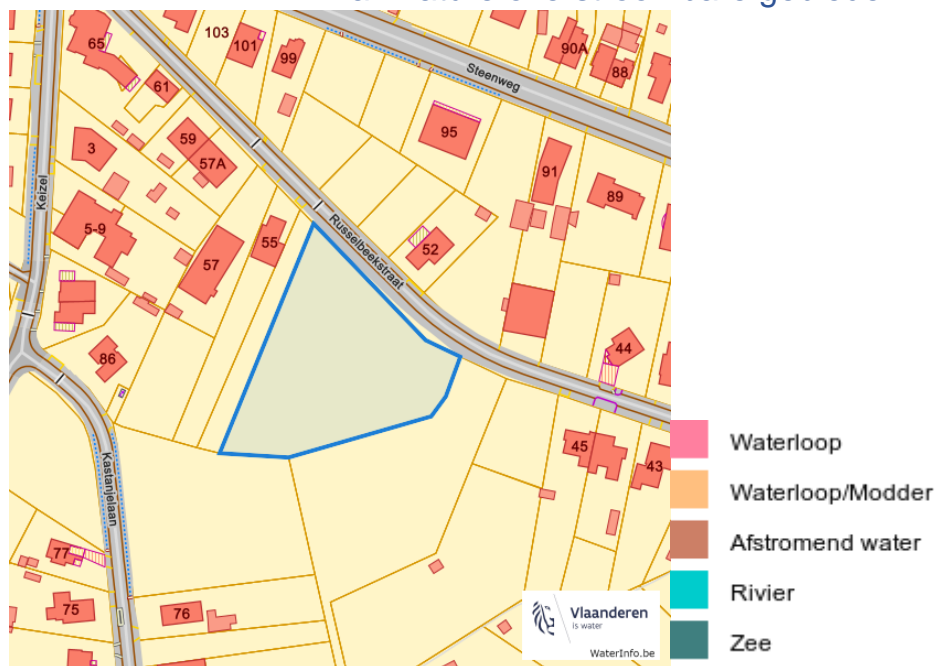 65
103
101
99
61
Steenweg
90A
88
95
59
57A
3
91
89
Keizel
5-9
Russelbeekstraat
55
52
57
44
86
45
43
Kastanjelaan
77
75
76
Vlaanderen
is water
WaterInfo.be
Waterloop
Waterloop/Modder
Afstromend water
Rivier
Zee